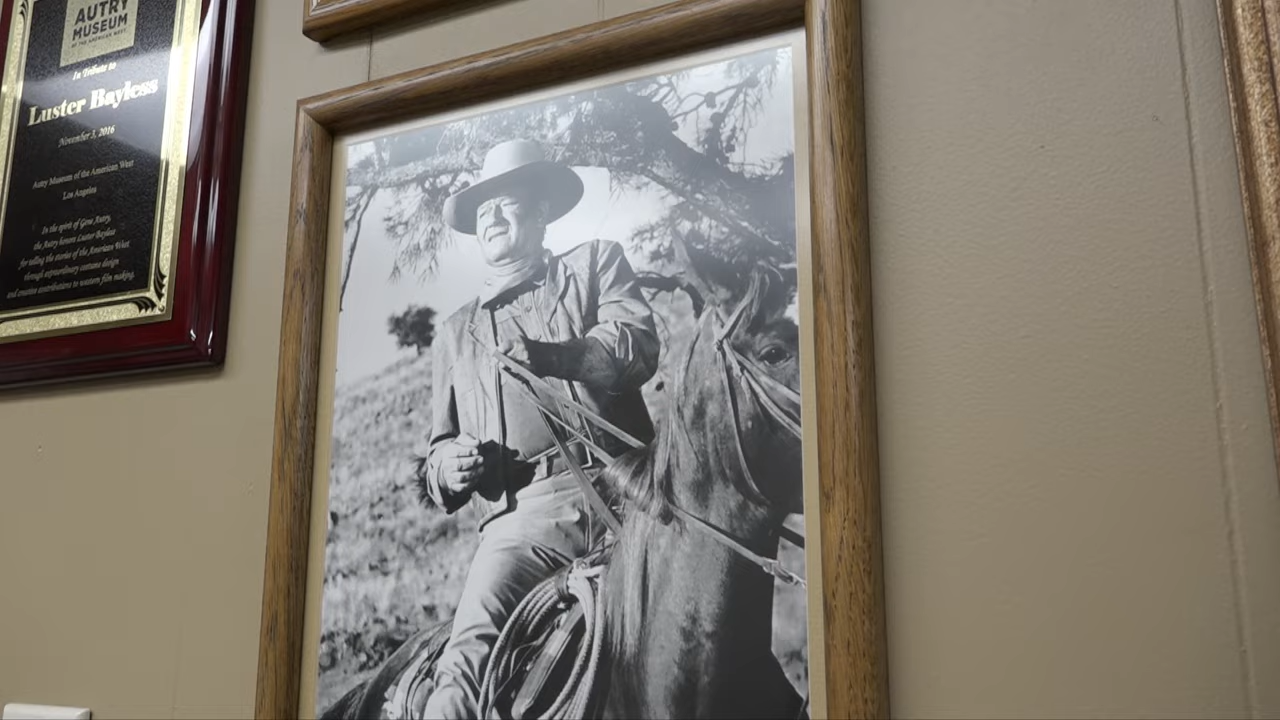 AUTRY
MUSEUM
OF THE AMERICAN WEST
In Tribute to
Luster Bayless
November 3, 2016
Autry Museum of the American West
Los Angeles
In the spirit of Gene Autry,
the Autry honors Luster Bayless
for telling the stories of the American West
through extraordinary costume design
and creative contributions to western film making.